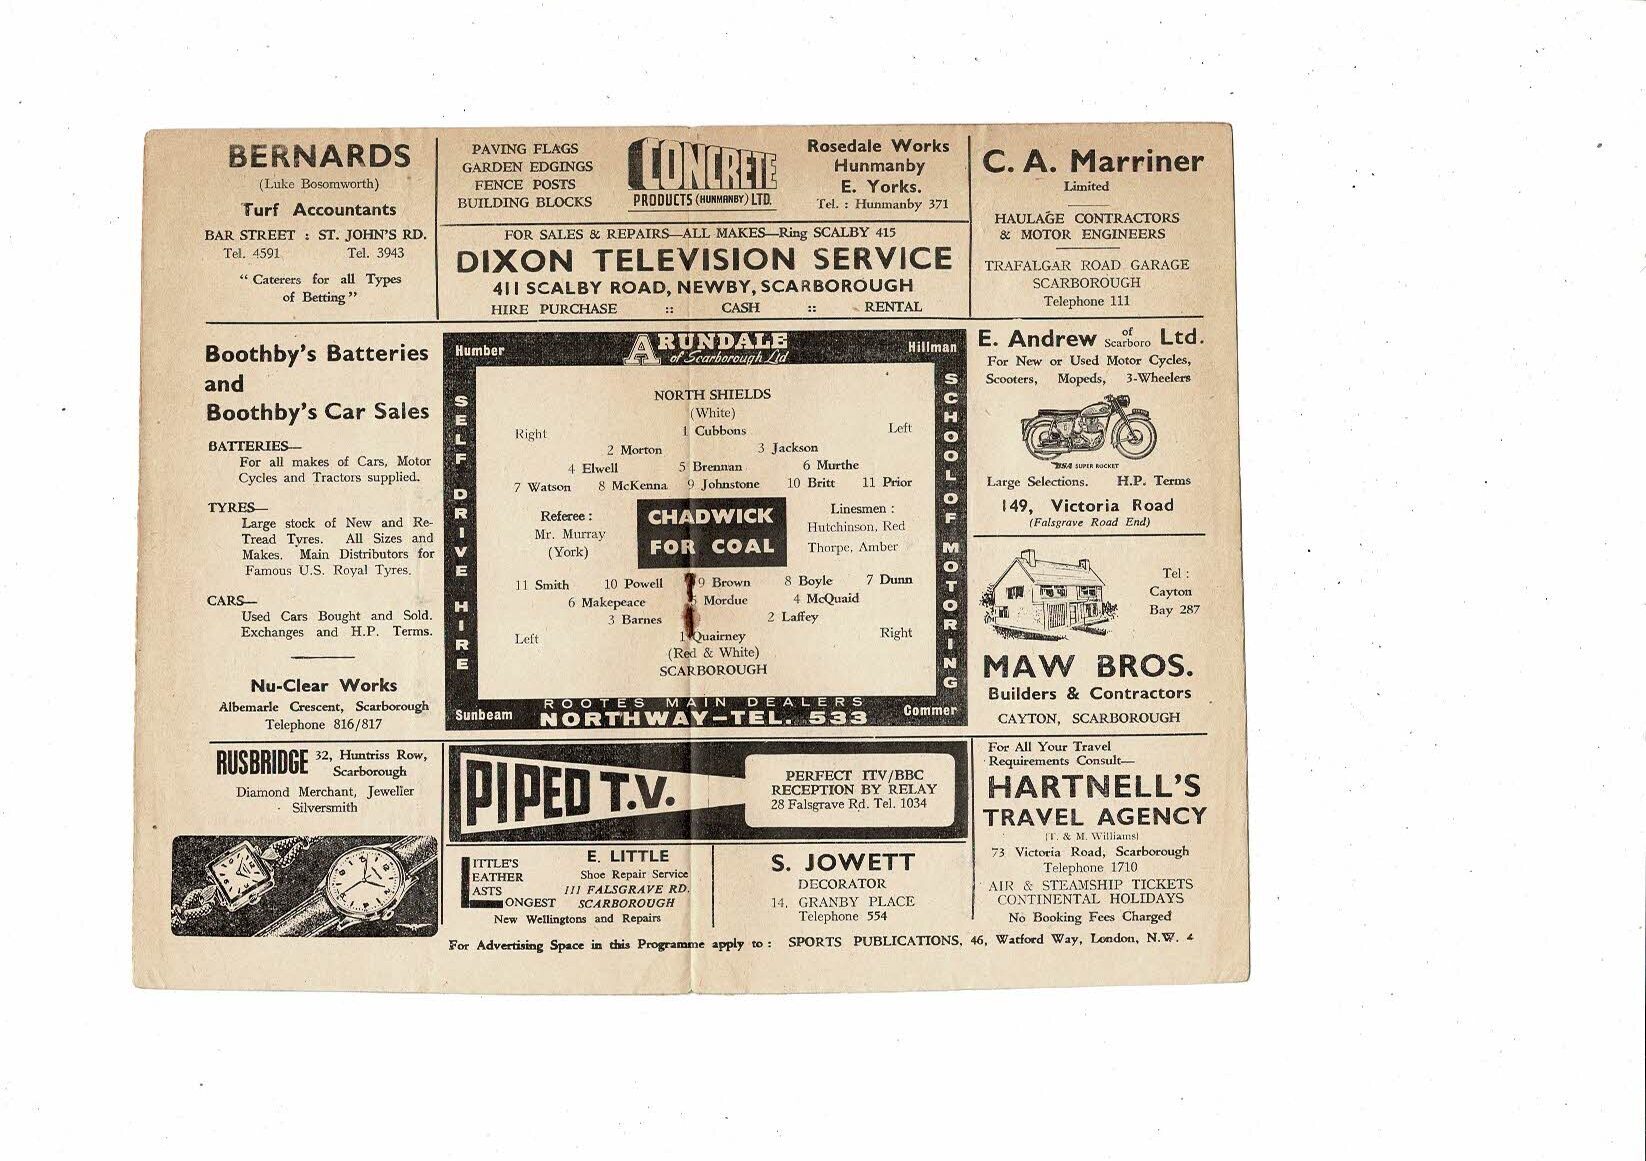 BERNARDS
(Luke Bosomworth)
Turf Accountants
BAR STREET : ST. JOHN'S RD.
Tel. 4591 Tel. 3943
" Caterers for all Types
of Betting "
PAVING FLAGS
GARDEN EDGINGS
FENCE POSTS
BUILDING BLOCKS
CONCRETE
PRODUCTS (HUNMANBY) LTD.
Rosedale Works
Hunmanby
E. Yorks.
Tel. : Hunmanby 371
FOR SALES & REPAIRS—ALL MAKES—Ring SCALBY 415
DIXON TELEVISION SERVICE
411 SCALBY ROAD, NEWBY, SCARBOROUGH
HIRE PURCHASE :: CASH :: RENTAL
C. A. Marriner
Limited
HAULAGE CONTRACTORS
& MOTOR ENGINEERS
TRAFALGAR ROAD GARAGE
SCARBOROUGH
Telephone 111
Boothby's Batteries
and
Boothby's Car Sales
BATTERIES—
For all makes of Cars, Motor
Cycles and Tractors supplied.
TYRES—
Large stock of New and Re-
Tread Tyres. All Sizes and
Makes. Main Distributors for
Famous U.S. Royal Tyres.
CARS—
Used Cars Bought and Sold.
Exchanges and H.P. Terms.
Nu-Clear Works
Albemarle Crescent, Scarborough
Telephone 816/817
Humber
ARUNDALE
of Scarborough Ltd
Hillman
SELF DRIVE HIRE
SCHOOL OF MOTORING
NORTH SHIELDS
(White)
Right 1 Cubbons Left
2 Morton 3 Jackson
4 Elwell 5 Brennan 6 Murthe
7 Watson 8 McKenna 9 Johnstone 10 Britt 11 Prior
Referee :
Mr. Murray
(York)
CHADWICK
FOR COAL
Linesmen :
Hutchinson, Red
Thorpe, Amber
11 Smith 10 Powell 9 Brown 8 Boyle 7 Dunn
6 Makepeace 5 Mordue 4 McQuaid
3 Barnes 2 Laffey
Left 1 Quairney Right
(Red & White)
SCARBOROUGH
Sunbeam
ROOTES MAIN DEALERS
NORTHWAY–TEL. 533
Commer
E. Andrew of Scarboro Ltd.
For New or Used Motor Cycles,
Scooters, Mopeds, 3-Wheelers
BSA SUPER ROCKET
Large Selections. H.P. Terms
149, Victoria Road
(Falsgrave Road End)
Tel :
Cayton
Bay 287
MAW BROS.
Builders & Contractors
CAYTON, SCARBOROUGH
RUSBRIDGE 32, Huntriss Row,
Scarborough
Diamond Merchant, Jeweller
Silversmith
PIPED T.V.
PERFECT ITV/BBC
RECEPTION BY RELAY
28 Falsgrave Rd. Tel. 1034
LITTLE'S
LEATHER
LASTS
LONGEST
E. LITTLE
Shoe Repair Service
111 FALSGRAVE RD.
SCARBOROUGH
New Wellingtons and Repairs
S. JOWETT
DECORATOR
14, GRANBY PLACE
Telephone 554
For All Your Travel
Requirements Consult—
HARTNELL'S
TRAVEL AGENCY
(T. & M. Williams)
73 Victoria Road, Scarborough
Telephone 1710
AIR & STEAMSHIP TICKETS
CONTINENTAL HOLIDAYS
No Booking Fees Charged
For Advertising Space in this Programme apply to : SPORTS PUBLICATIONS, 46, Watford Way, London, N.W. 4